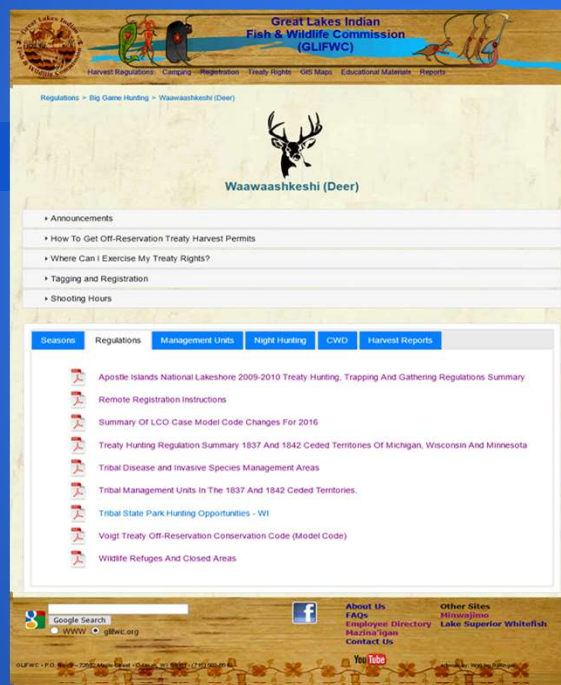 Great Lakes Indian
Fish & Wildlife Commission
(GLIFWC)
Harvest Regulations Camping Registration Treaty Rights GIS Maps Educational Materials Reports
Regulations > Big Game Hunting > Waawaashkeshi (Deer)
Waawaashkeshi (Deer)
Announcements
How To Get Off-Reservation Treaty Harvest Permits
Where Can I Exercise My Treaty Rights?
Tagging and Registration
Shooting Hours
Seasons Regulations Management Units Night Hunting CWD Harvest Reports
Apostle Islands National Lakeshore 2009-2010 Treaty Hunting, Trapping And Gathering Regulations Summary
Remote Registration Instructions
Summary Of LCO Case Model Code Changes For 2016
Treaty Hunting Regulation Summary 1837 And 1842 Ceded Territories Of Michigan, Wisconsin And Minnesota
Tribal Disease and Invasive Species Management Areas
Tribal Management Units In The 1837 And 1842 Ceded Territories.
Tribal State Park Hunting Opportunities - WI
Voigt Treaty Off-Reservation Conservation Code (Model Code)
Wildlife Refuges And Closed Areas
Google Search
WWW glifwc.org
About Us
FAQs
Employee Directory
Mazina'igan
Contact Us
Other Sites
Minwajimo
Lake Superior Whitefish
YouTube